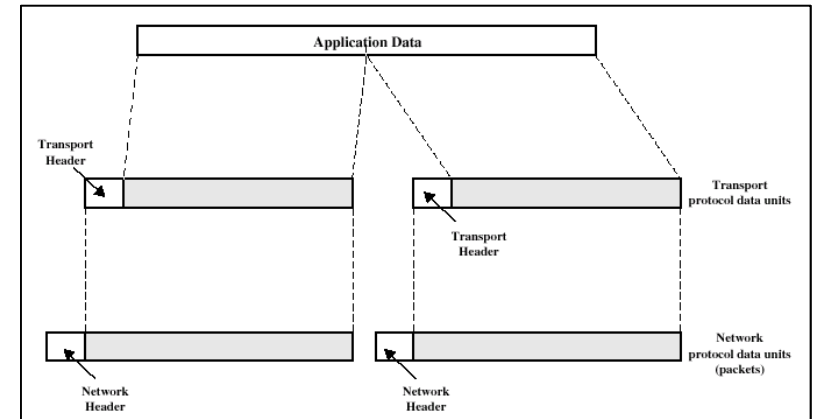 Application Data
Transport
Header
Transport
protocol data units
Transport
Header
Network
protocol data units
(packets)
Network
Header
Network
Header